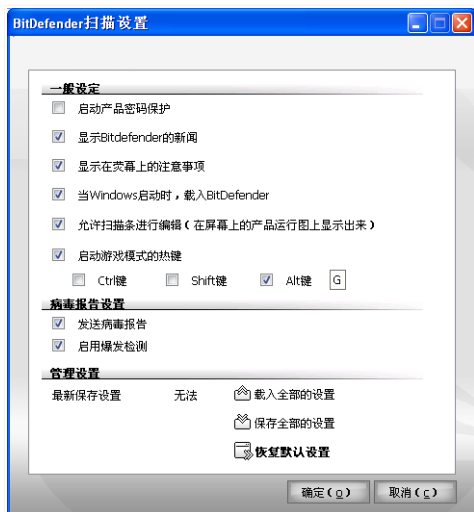 BitDefender扫描设置
一般设定
启动产品密码保护
显示Bitdefender的新闻
显示在荧幕上的注意事项
当Windows启动时，载入BitDefender
允许扫描条进行编辑（在屏幕上的产品运行图上显示出来）
启动游戏模式的热键
Ctrl键 Shift键 Alt键 G
病毒报告设置
发送病毒报告
启用爆发检测
管理设置
最新保存设置 无法 载入全部的设置
保存全部的设置
恢复默认设置
确定(o) 取消(c)